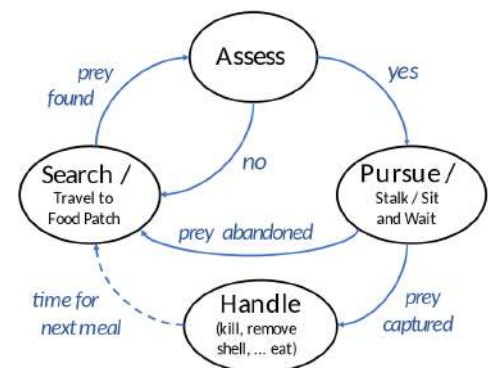 Assess
prey
found
yes
no
Search /
Travel to
Food Patch
Pursue /
Stalk / Sit
and Wait
prey abandoned
time for
next meal
Handle
(kill, remove
shell, ... eat)
prey
captured